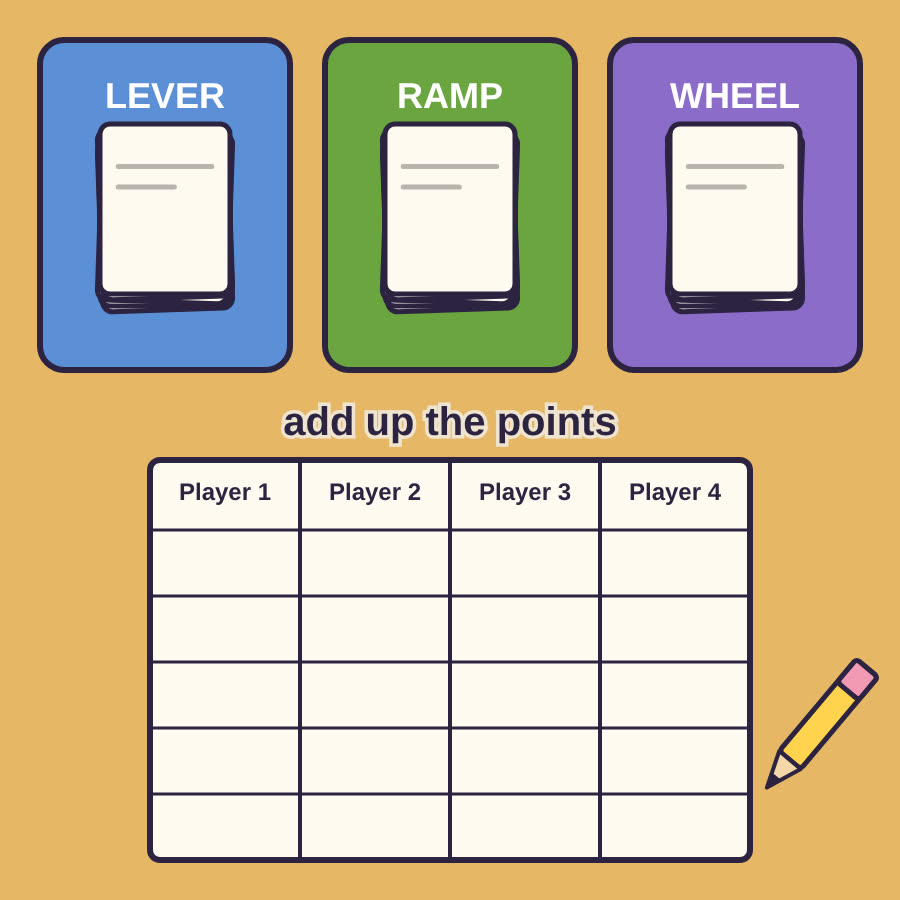 LEVER
RAMP
WHEEL
add up the points
Player 1
Player 2
Player 3
Player 4